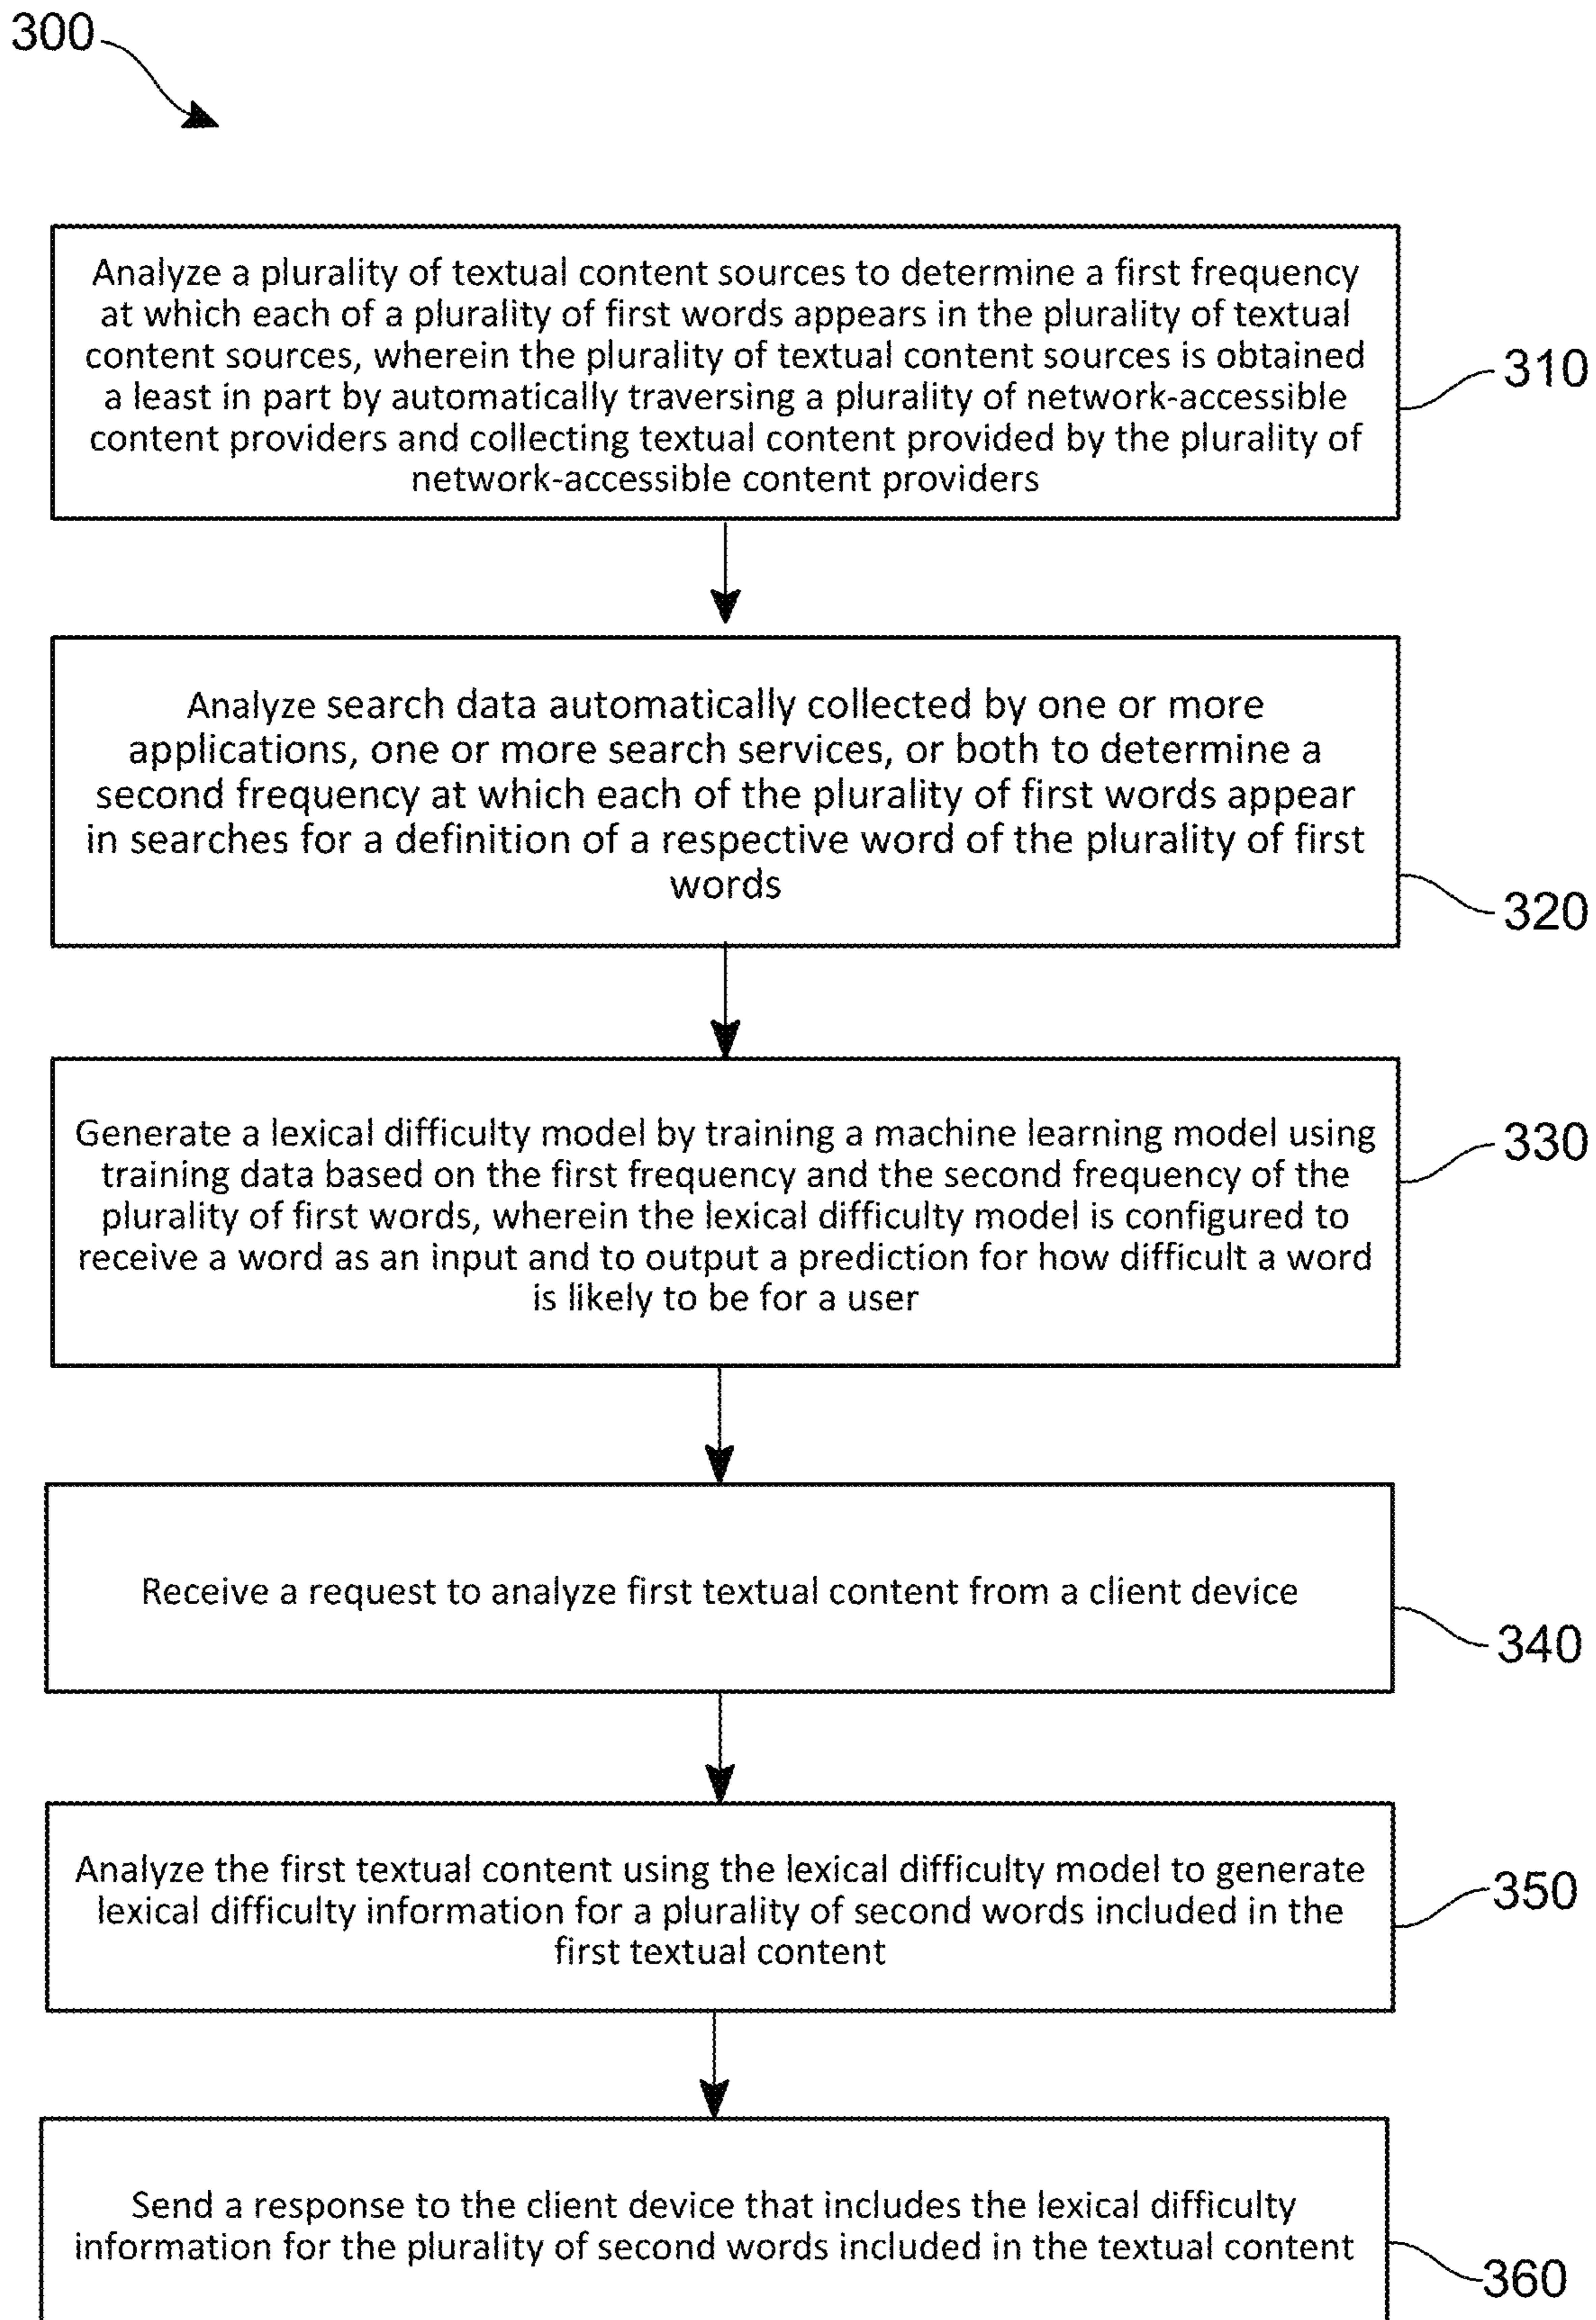 300
Analyze a plurality of textual content sources to determine a first frequency
at which each of a plurality of first words appears in the plurality of textual
content sources, wherein the plurality of textual content sources is obtained
a least in part by automatically traversing a plurality of network-accessible
content providers and collecting textual content provided by the plurality of
network-accessible content providers
310
Analyze search data automatically collected by one or more
applications, one or more search services, or both to determine a
second frequency at which each of the plurality of first words appear
in searches for a definition of a respective word of the plurality of first
words
320
Generate a lexical difficulty model by training a machine learning model using
training data based on the first frequency and the second frequency of the
plurality of first words, wherein the lexical difficulty model is configured to
receive a word as an input and to output a prediction for how difficult a word
is likely to be for a user
330
Receive a request to analyze first textual content from a client device
340
Analyze the first textual content using the lexical difficulty model to generate
lexical difficulty information for a plurality of second words included in the
first textual content
350
Send a response to the client device that includes the lexical difficulty
information for the plurality of second words included in the textual content
360